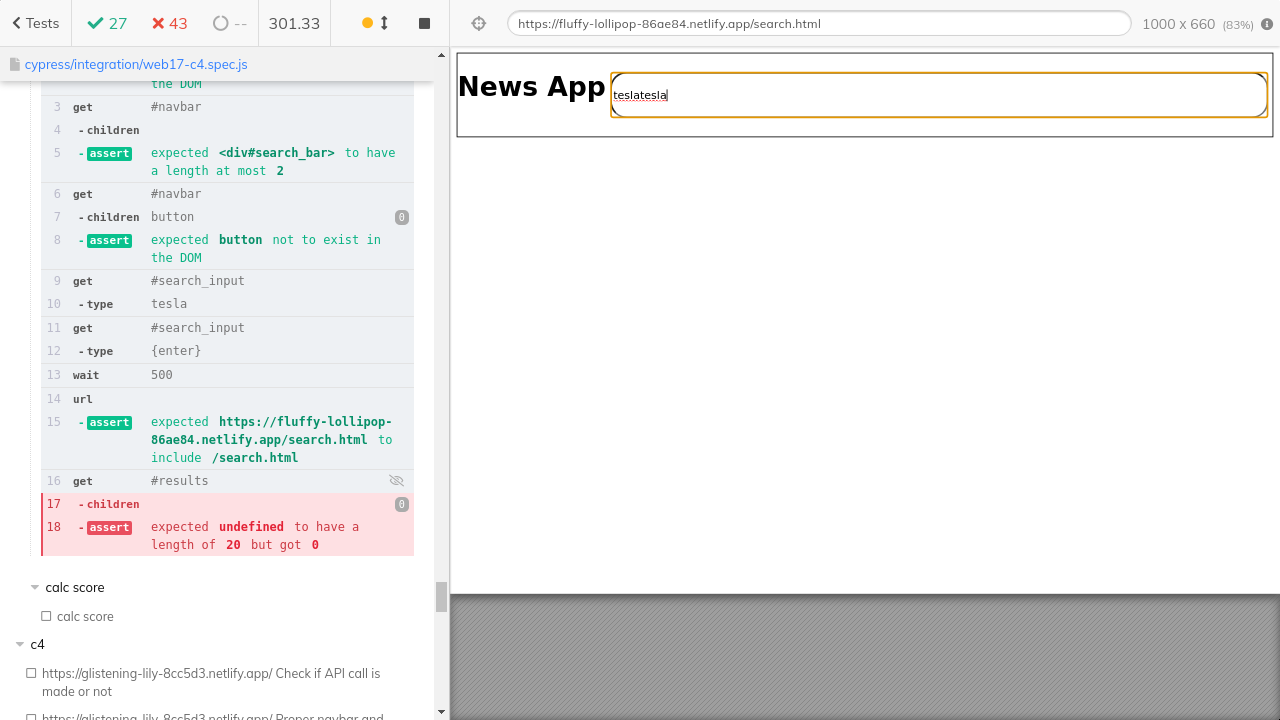 Tests
27
43
--
301.33
https://fluffy-lollipop-86ae84.netlify.app/search.html
1000 x 660 (83%)
cypress/integration/web17-c4.spec.js
the DOM
3 get #navbar
4 -children
5 -assert expected <div#search_bar> to have
a length at most 2
6 get #navbar
7 -children button 0
8 -assert expected button not to exist in
the DOM
9 get #search_input
10 -type tesla
11 get #search_input
12 -type {enter}
13 wait 500
14 url
15 -assert expected https://fluffy-lollipop-
86ae84.netlify.app/search.html to
include /search.html
16 get #results
17 -children 0
18 -assert expected undefined to have a
length of 20 but got 0
calc score
calc score
c4
https://glistening-lily-8cc5d3.netlify.app/ Check if API call is
made or not
https://glistening-lily-8cc5d3.netlify.app/ Proper navbar and
News App
teslatesla